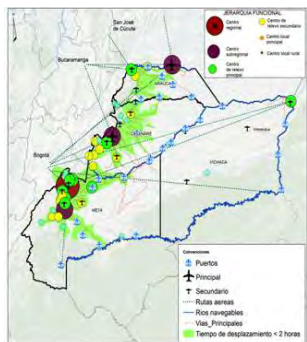 JERARQUIA FUNCIONAL
Centro
regional
Centro
subregional
Centro
de relevo
principal
Centro de
relevo secundario
Centro local
principal
Centro local rural
San José
de Cúcuta
Bucaramanga
ARAUCA
CASANARE
Bogotá
VICHADA
META
Convenciones
Puertos
Principal
Secundario
Rutas aereas
Rios navegables
Vias_Principales
Tiempo de desplazamiento < 2 horas